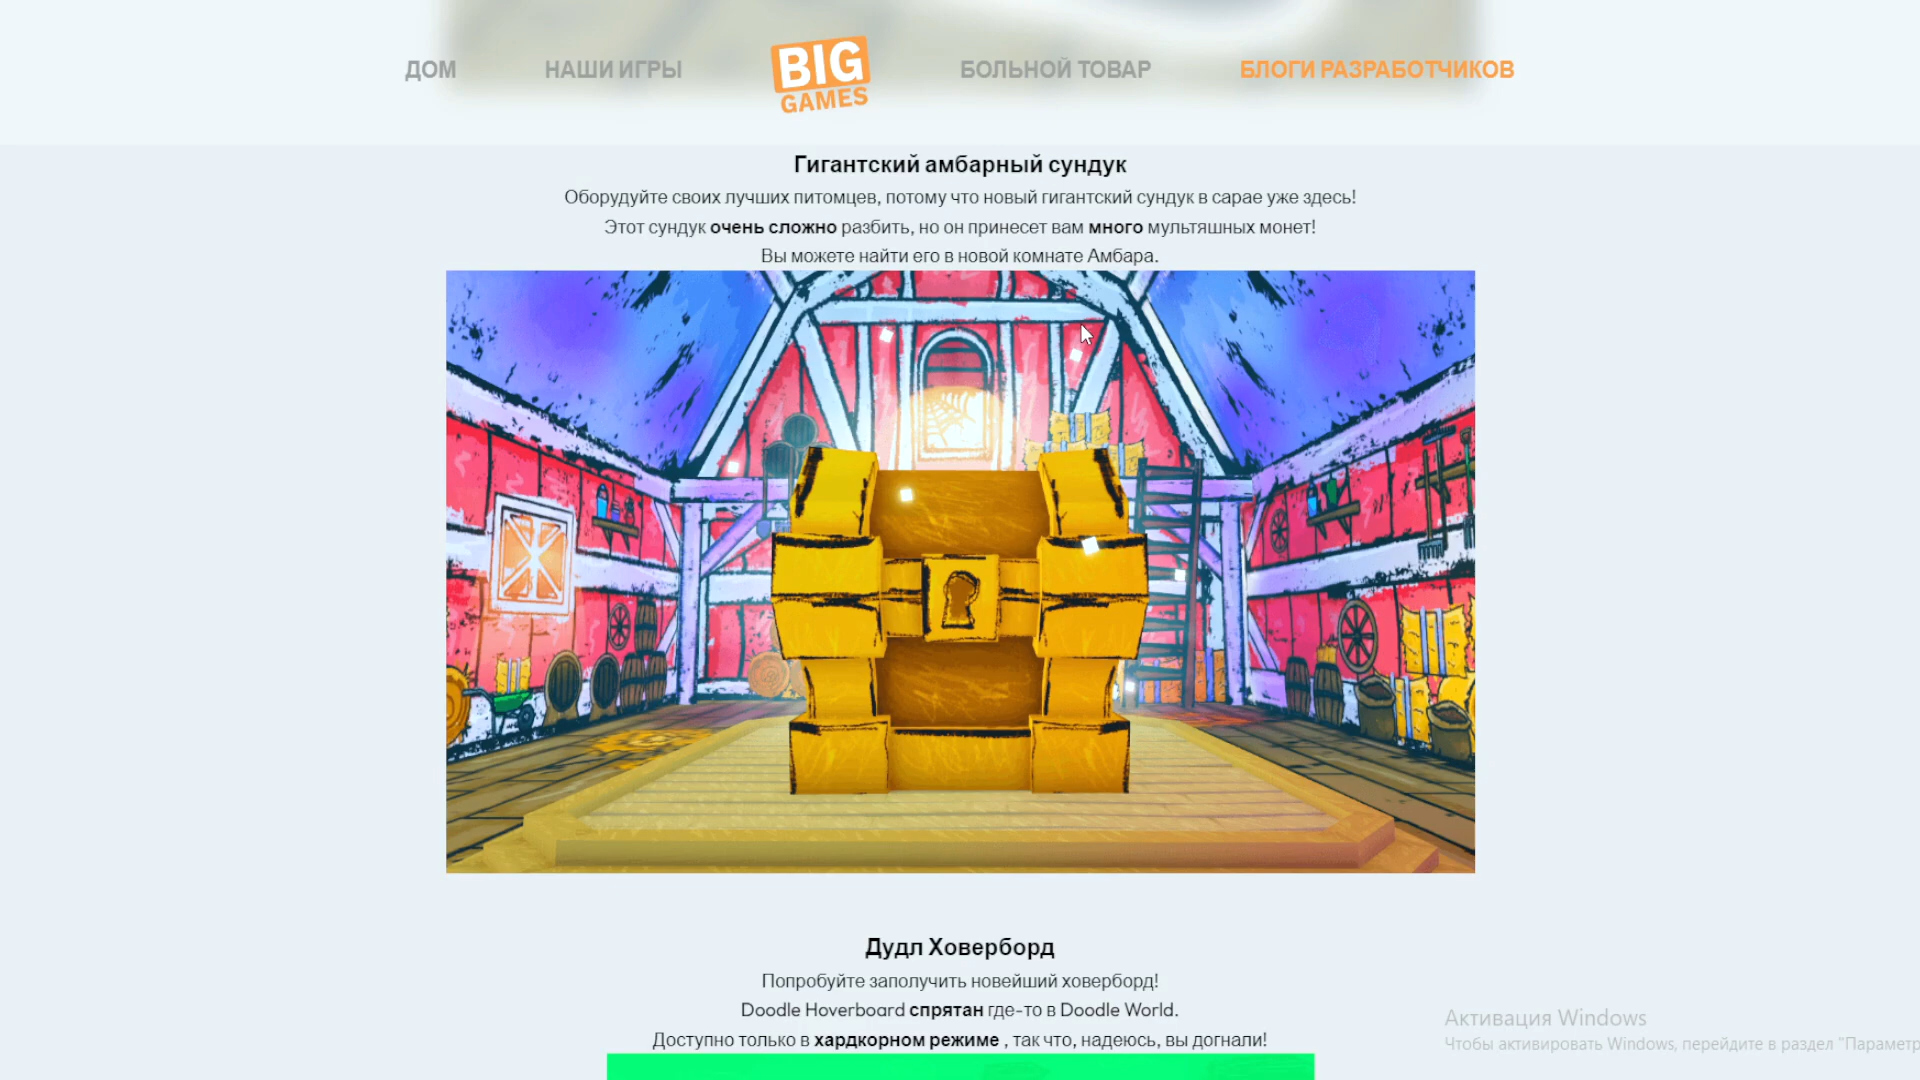 ДОМ
НАШИ ИГРЫ
BIG
GAMES
БОЛЬНОЙ ТОВАР
БЛОГИ РАЗРАБОТЧИКОВ
Гигантский амбарный сундук
Оборудуйте своих лучших питомцев, потому что новый гигантский сундук в сарае уже здесь!
Этот сундук очень сложно разбить, но он принесет вам много мультяшных монет!
Вы можете найти его в новой комнате Амбара.
Дудл Ховерборд
Попробуйте заполучить новейший ховерборд!
Doodle Hoverboard спрятан где-то в Doodle World.
Доступно только в хардкорном режиме , так что, надеюсь, вы догнали!
Активация Windows
Чтобы активировать Windows, перейдите в раздел "Параметр